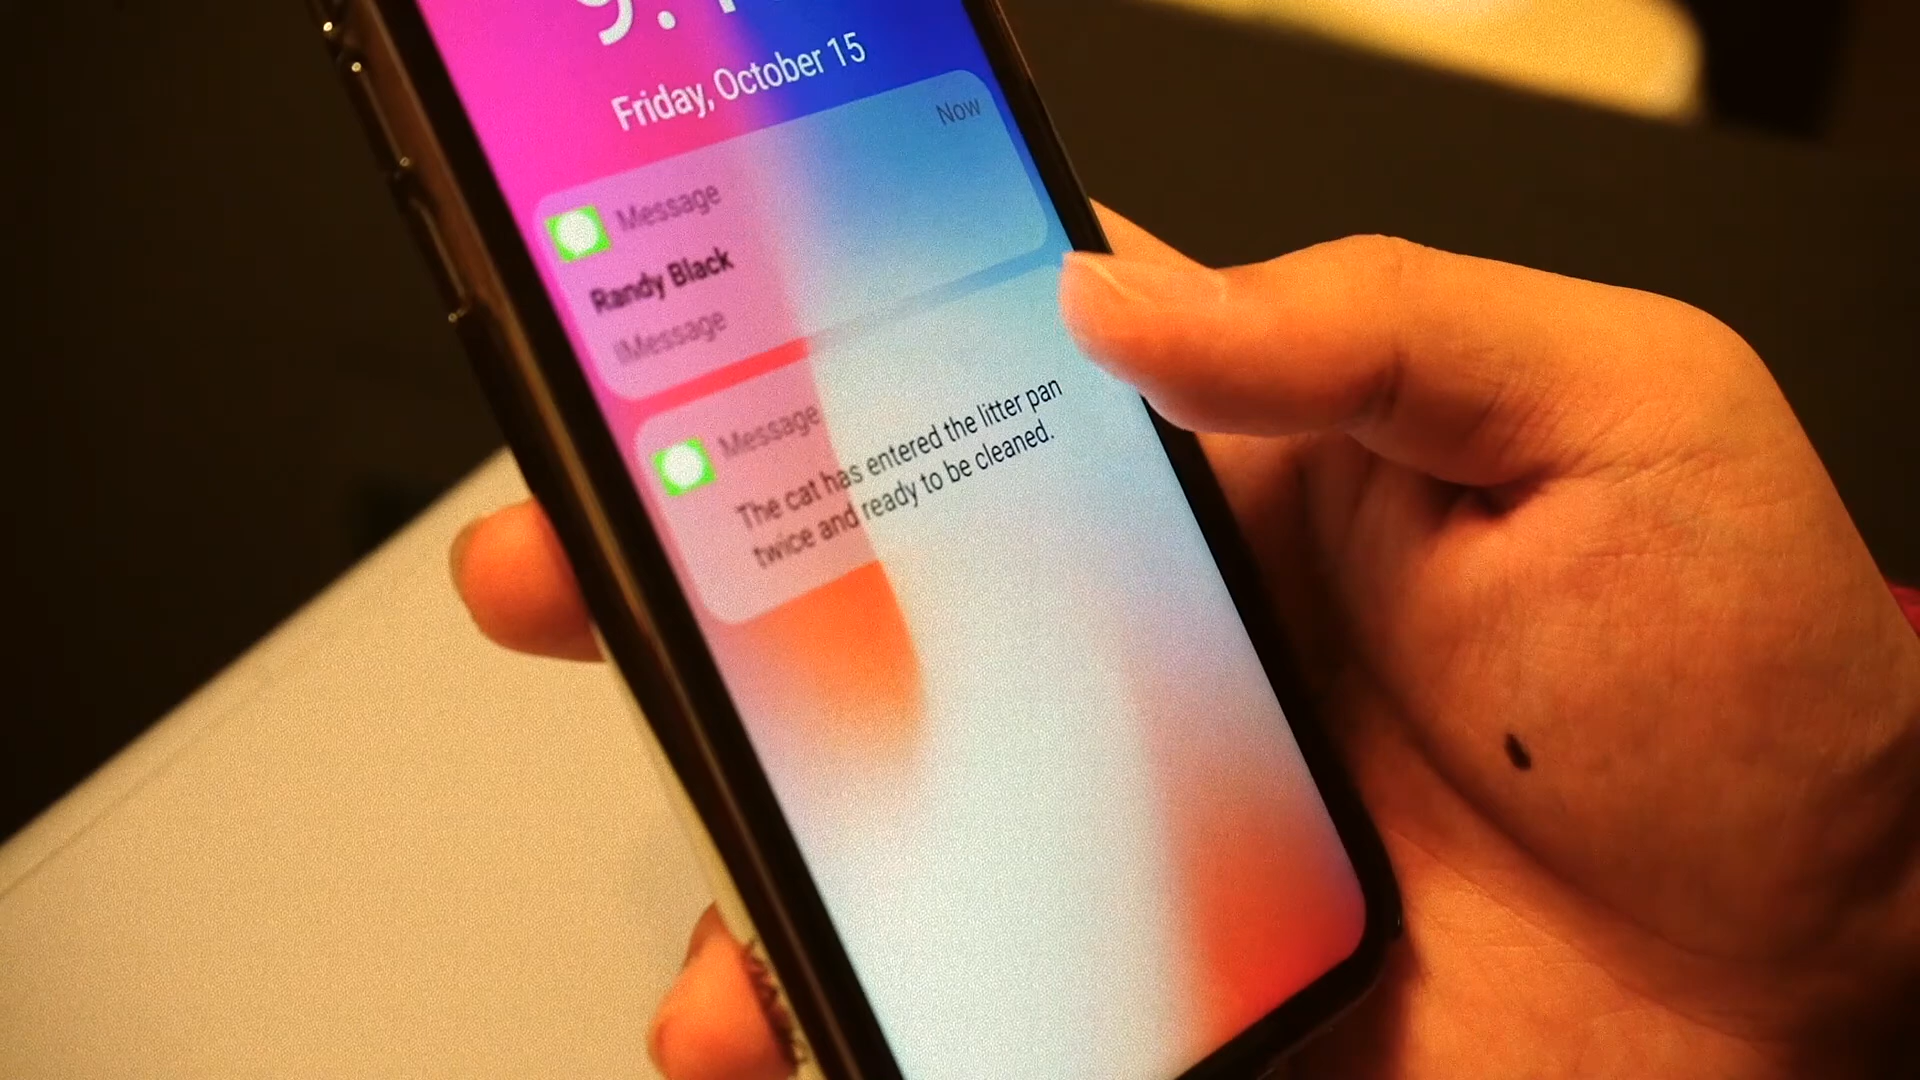 Friday, October 15
Now
Message
Randy Black
iMessage
Message
The cat has entered the litter pan
twice and ready to be cleaned.